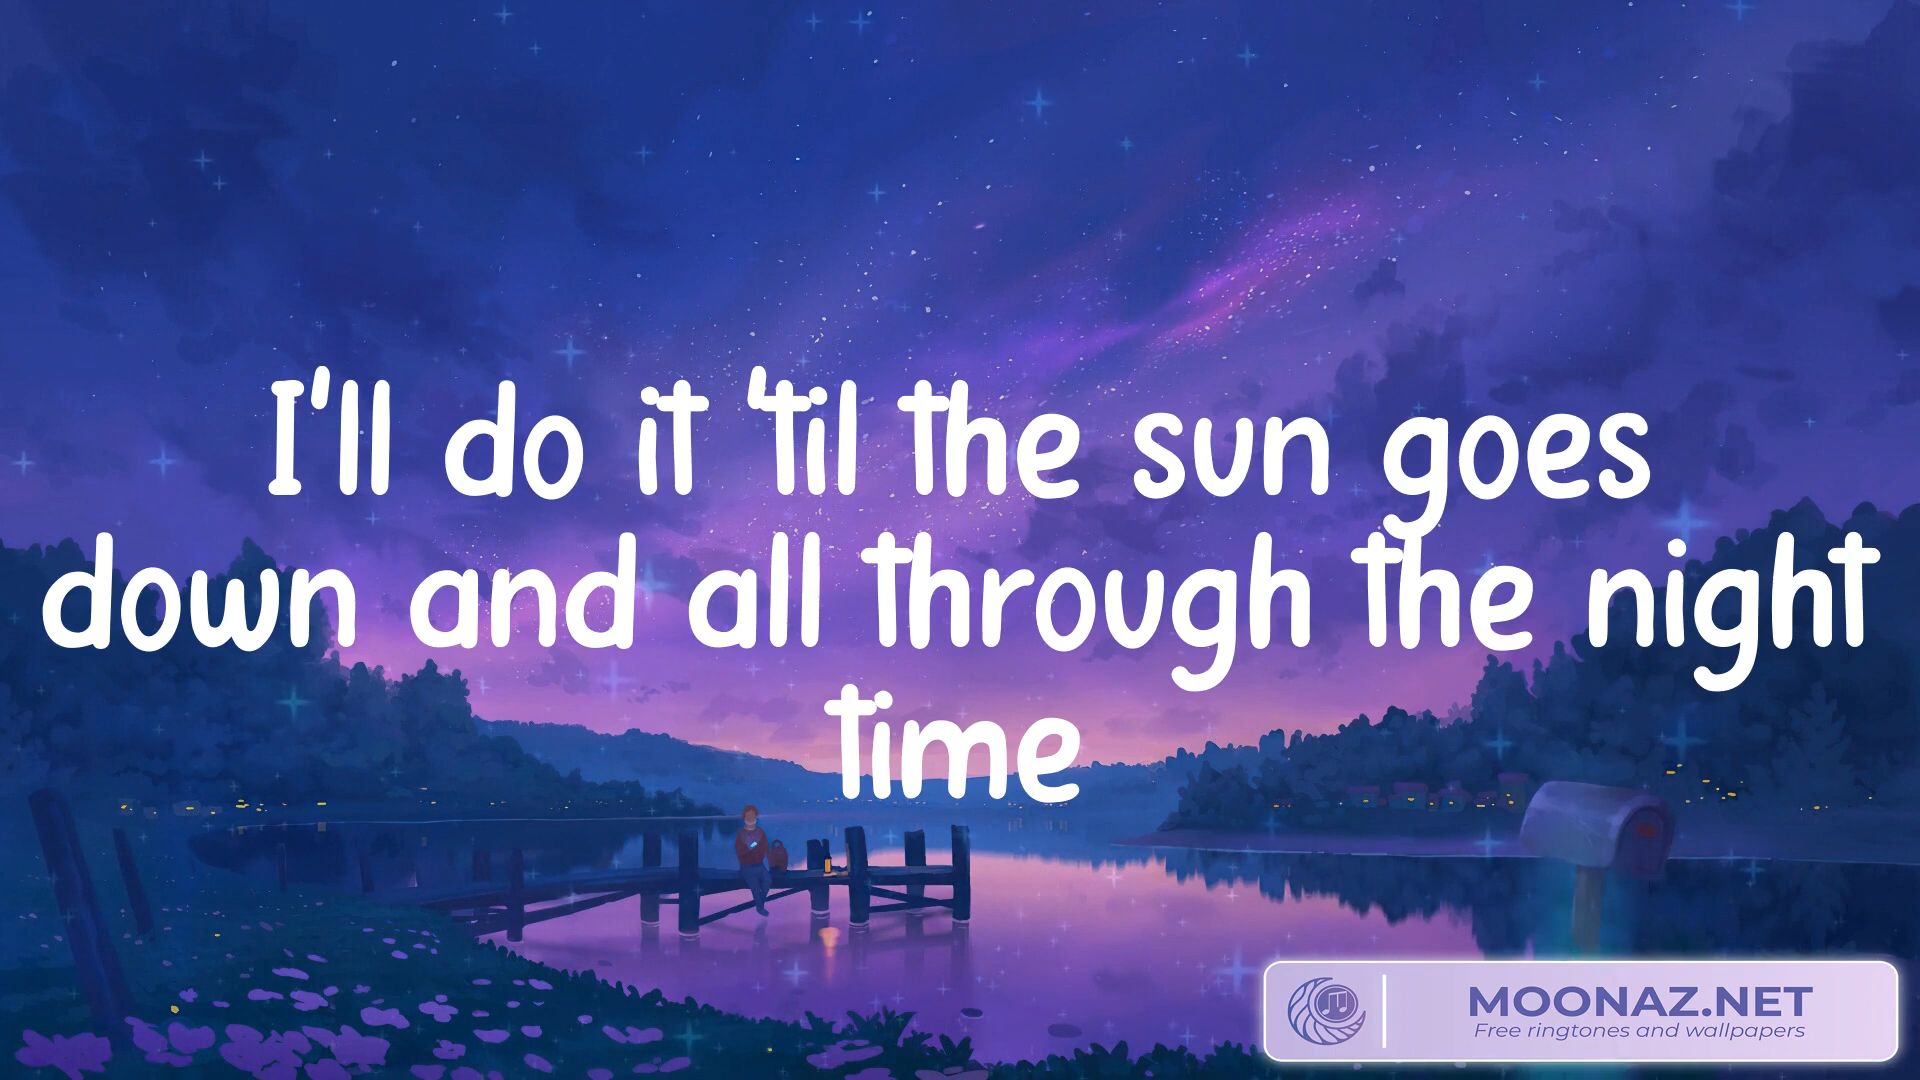 I'll do it 'til the sun goes
down and all through the night
time
MOONAZ.NET
Free ringtones and wallpapers